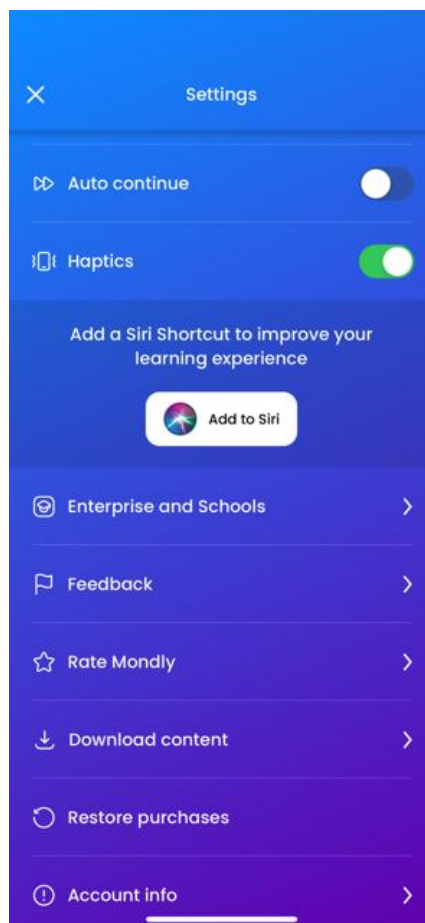 Settings
Auto continue
Haptics
Add a Siri Shortcut to improve your
learning experience
Add to Siri
Enterprise and Schools
Feedback
Rate Mondly
Download content
Restore purchases
Account info